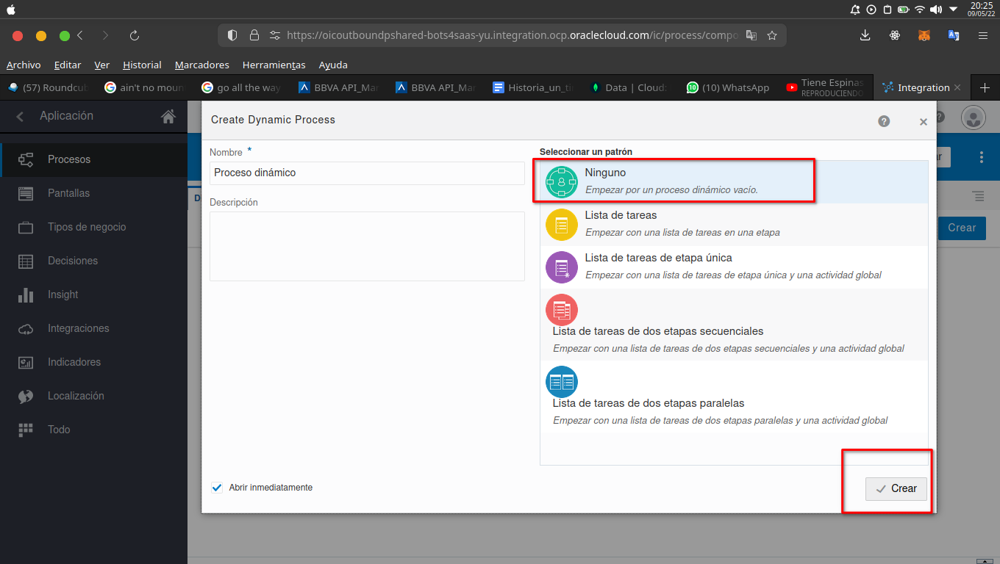 20:25
09/05/22
https://oicoutboundpshared-bots4saas-yu.integration.ocp.oraclecloud.com/ic/process/compo
Archivo Editar Ver Historial Marcadores Herramientas Ayuda
(57) Roundcub
ain't no moun
go all the way
BBVA API_Mar
BBVA API_Mar
Historia_un_ti
Data | Cloud:
(10) WhatsApp
Tiene Espinas
REPRODUCIENDO
Integration
Aplicación
Procesos
Pantallas
Tipos de negocio
Decisiones
Insight
Integraciones
Indicadores
Localización
Todo
Create Dynamic Process
Nombre *
Proceso dinámico
Descripción
Seleccionar un patrón
Ninguno
Empezar por un proceso dinámico vacío.
Lista de tareas
Empezar con una lista de tareas en una etapa
Lista de tareas de etapa única
Empezar con una lista de tareas de etapa única y una actividad global
Lista de tareas de dos etapas secuenciales
Empezar con una lista de tareas de dos etapas secuenciales y una actividad global
Lista de tareas de dos etapas paralelas
Empezar con una lista de tareas de dos etapas paralelas y una actividad global
Abrir inmediatamente
Crear
Crear